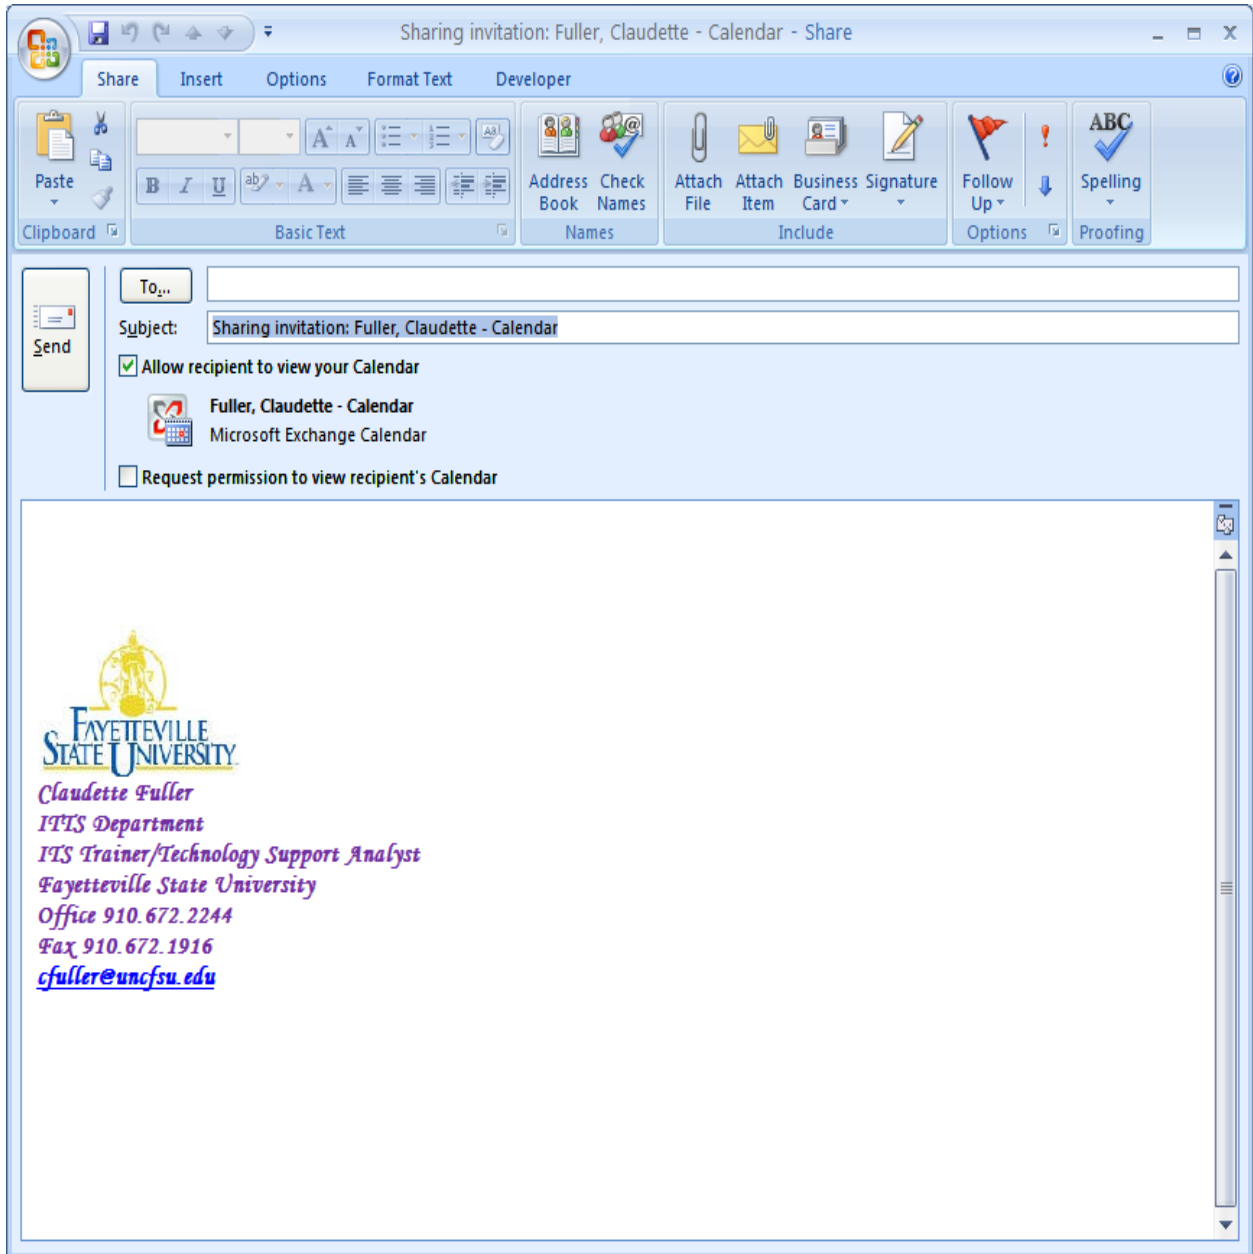 Sharing invitation: Fuller, Claudette - Calendar - Share
Share Insert Options Format Text Developer
Paste
Clipboard
A A
B I U ab A
Basic Text
Address Book
Check Names
Names
Attach File
Attach Item
Business Card
Signature
Include
Follow Up
Options
ABC
Spelling
Proofing
Send
To...
Subject: Sharing invitation: Fuller, Claudette - Calendar
Allow recipient to view your Calendar
Fuller, Claudette - Calendar
Microsoft Exchange Calendar
Request permission to view recipient's Calendar
FAYETTEVILLE
STATE UNIVERSITY
Claudette Fuller
ITTS Department
ITS Trainer/Technology Support Analyst
Fayetteville State University
Office 910.672.2244
Fax 910.672.1916
cfuller@uncfsu.edu